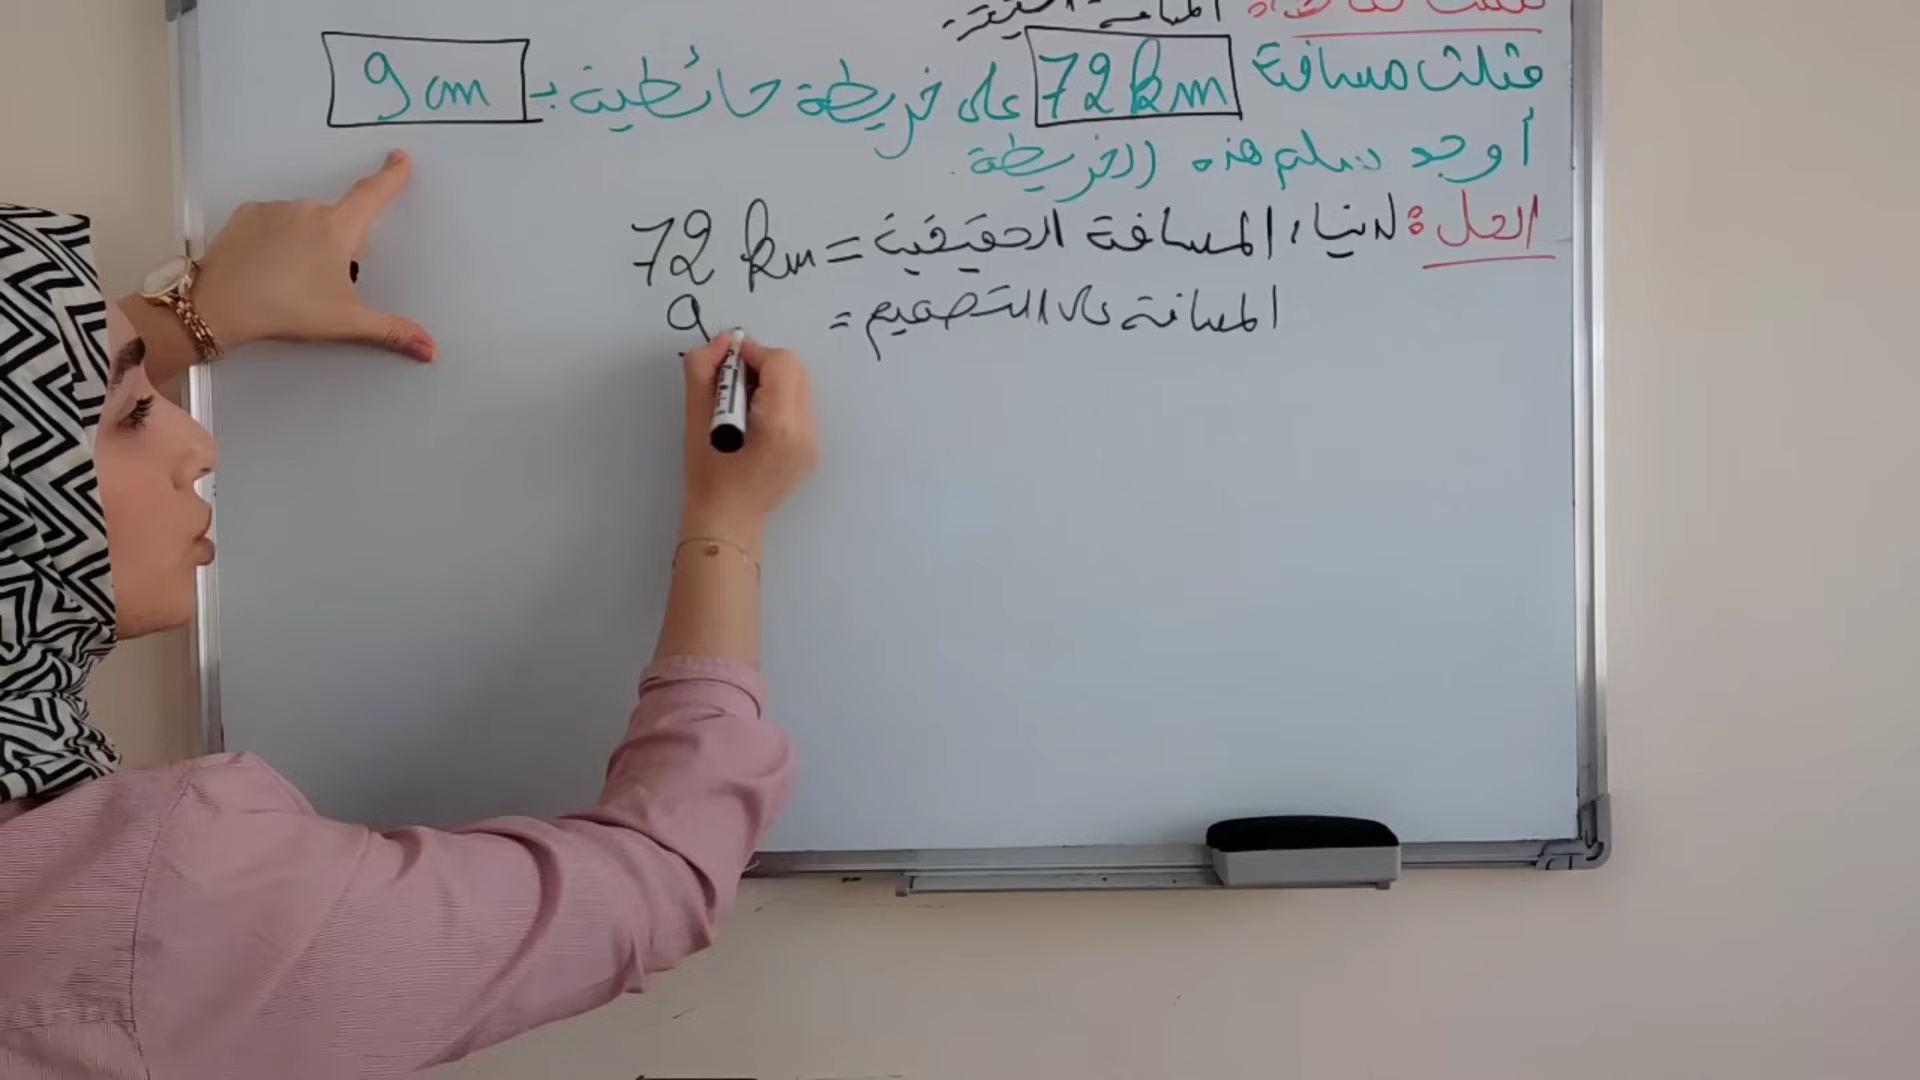 مثلت مسافة 72 km على خريطة حائطية بـ 9 cm
أوجد سلم هذه الخريطة.
الحل: لدينا، المسافة الحقيقية = 72 km
المسافة على التصميم = 9